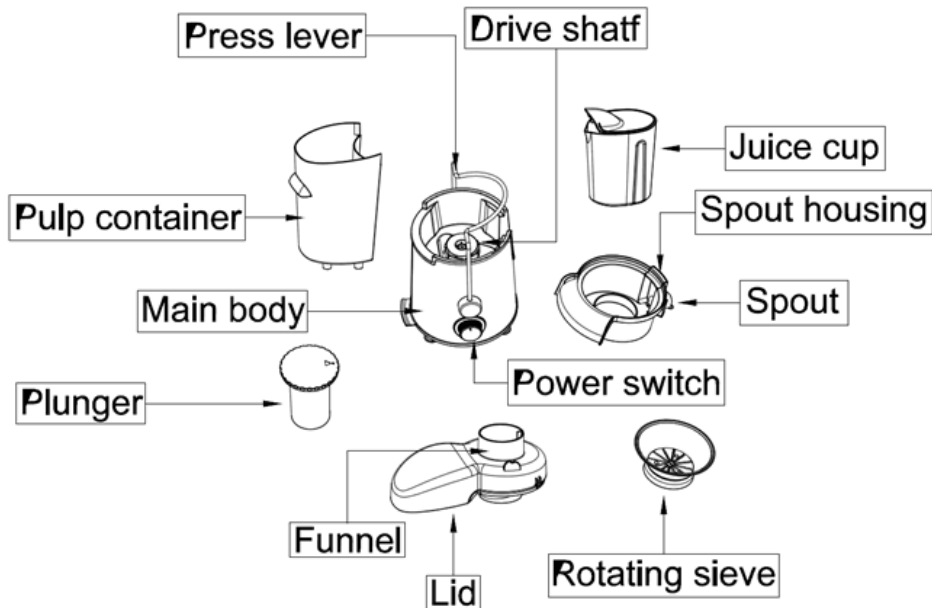 Press lever
Drive shatf
Juice cup
Pulp container
Spout housing
Main body
Spout
Power switch
Plunger
Funnel
Lid
Rotating sieve